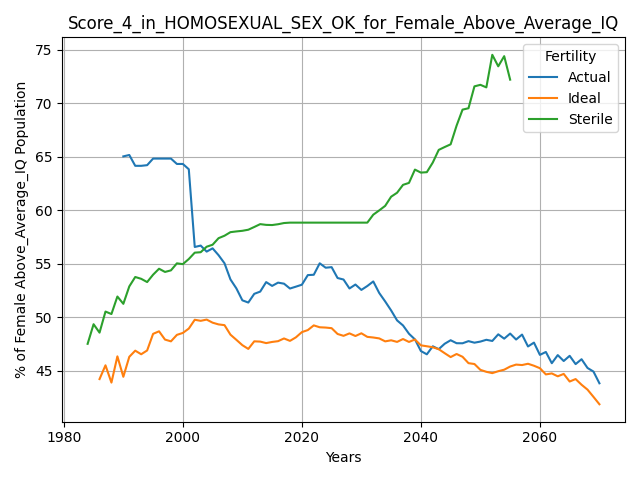 Score_4_in_HOMOSEXUAL_SEX_OK_for_Female_Above_Average_IQ
% of Female Above_Average_IQ Population
75
70
65
60
55
50
45
Fertility
Actual
Ideal
Sterile
1980 2000 2020 2040 2060
Years